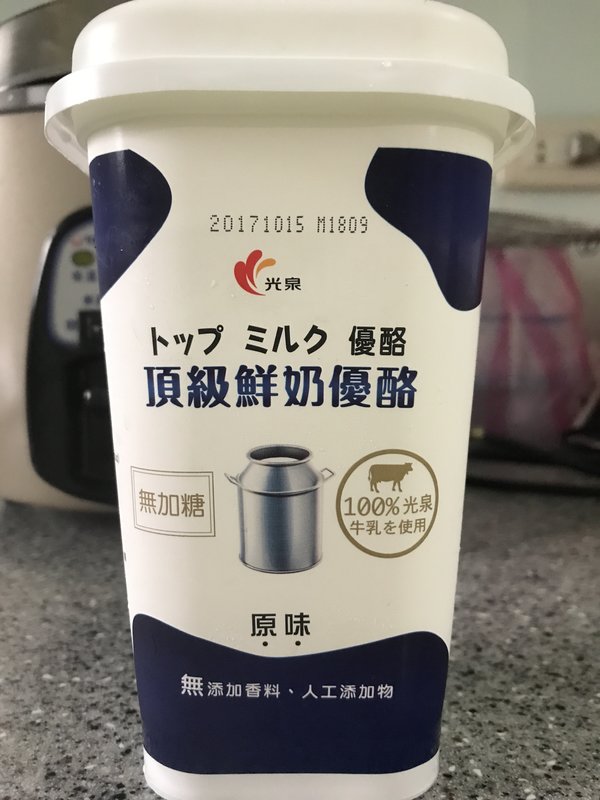 20171015 M1809
光泉
トップ ミルク 優酪
頂級鮮奶優酪
無加糖
100%光泉
牛乳を使用
原味
無添加香料、人工添加物